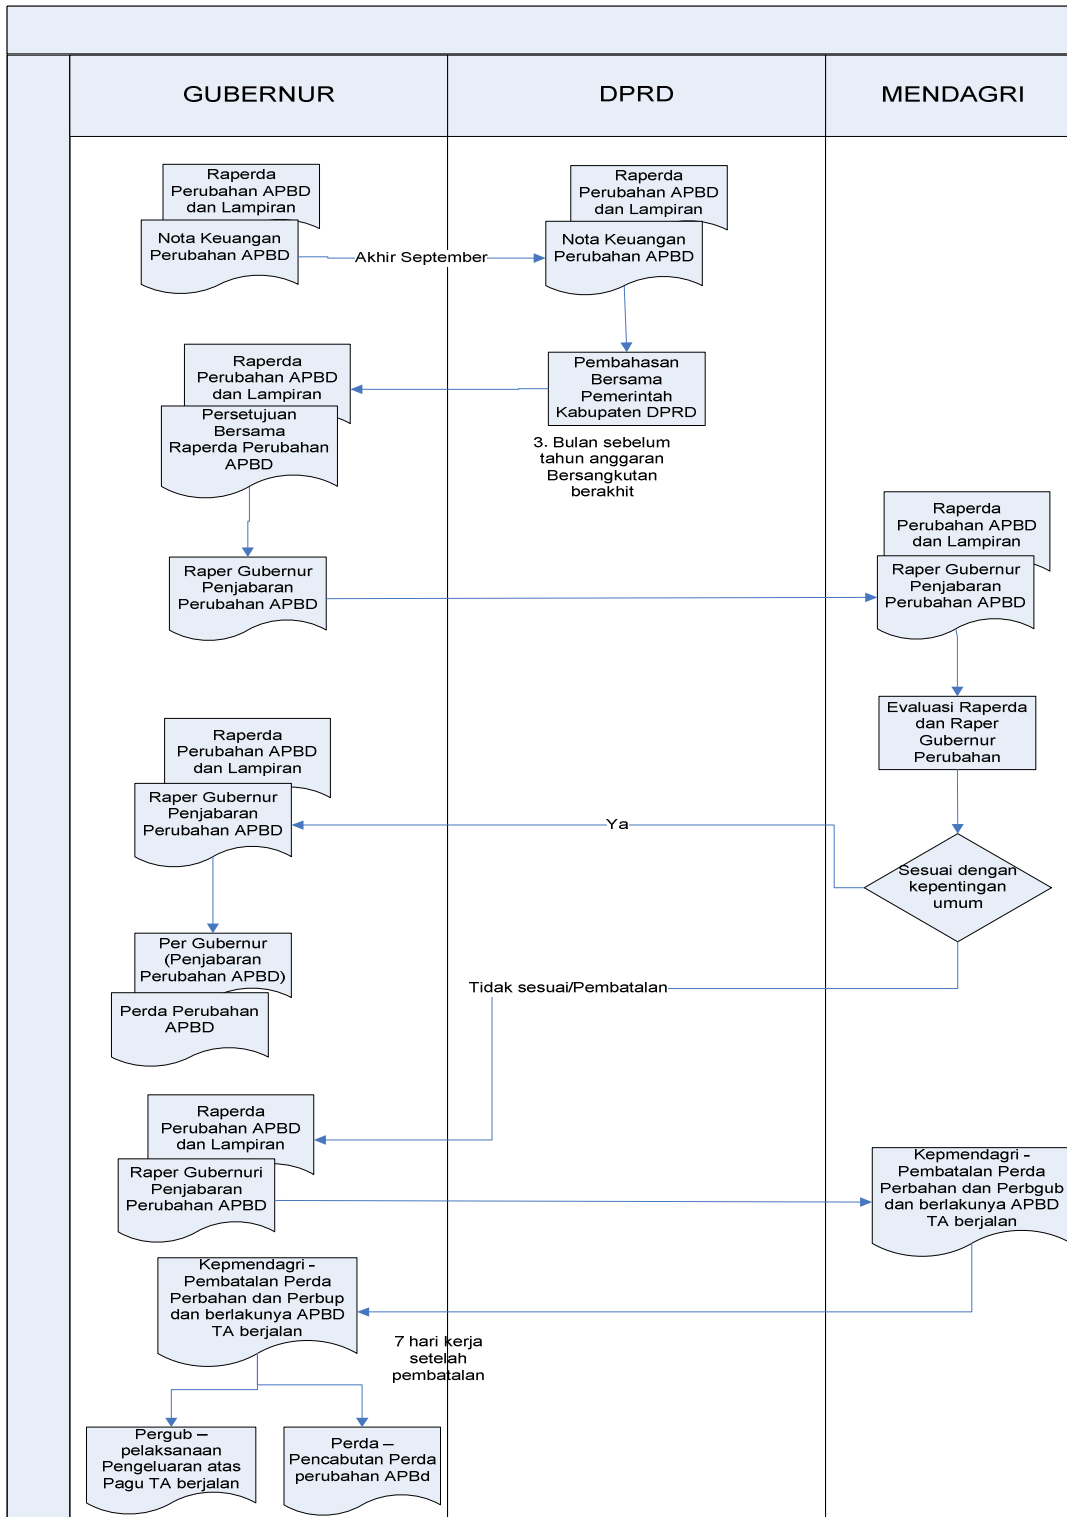 GUBERNUR
DPRD
MENDAGRI
Raperda
Perubahan APBD
dan Lampiran
Nota Keuangan
Perubahan APBD
Akhir September
Raperda
Perubahan APBD
dan Lampiran
Nota Keuangan
Perubahan APBD
Pembahasan
Bersama
Pemerintah
Kabupaten DPRD
3. Bulan sebelum
tahun anggaran
Bersangkutan
berakhit
Raperda
Perubahan APBD
dan Lampiran
Persetujuan
Bersama
Raperda Perubahan
APBD
Raper Gubernur
Penjabaran
Perubahan APBD
Raperda
Perubahan APBD
dan Lampiran
Raper Gubernur
Penjabaran
Perubahan APBD
Evaluasi Raperda
dan Raper
Gubernur
Perubahan
Sesuai dengan
kepentingan
umum
Ya
Raperda
Perubahan APBD
dan Lampiran
Raper Gubernur
Penjabaran
Perubahan APBD
Per Gubernur
(Penjabaran
Perubahan APBD)
Perda Perubahan
APBD
Tidak sesuai/Pembatalan
Raperda
Perubahan APBD
dan Lampiran
Raper Gubernuri
Penjabaran
Perubahan APBD
Kepmendagri -
Pembatalan Perda
Perbahan dan Perbgub
dan berlakunya APBD
TA berjalan
Kepmendagri -
Pembatalan Perda
Perbahan dan Perbup
dan berlakunya APBD
TA berjalan
7 hari kerja
setelah
pembatalan
Pergub –
pelaksanaan
Pengeluaran atas
Pagu TA berjalan
Perda –
Pencabutan Perda
perubahan APBd